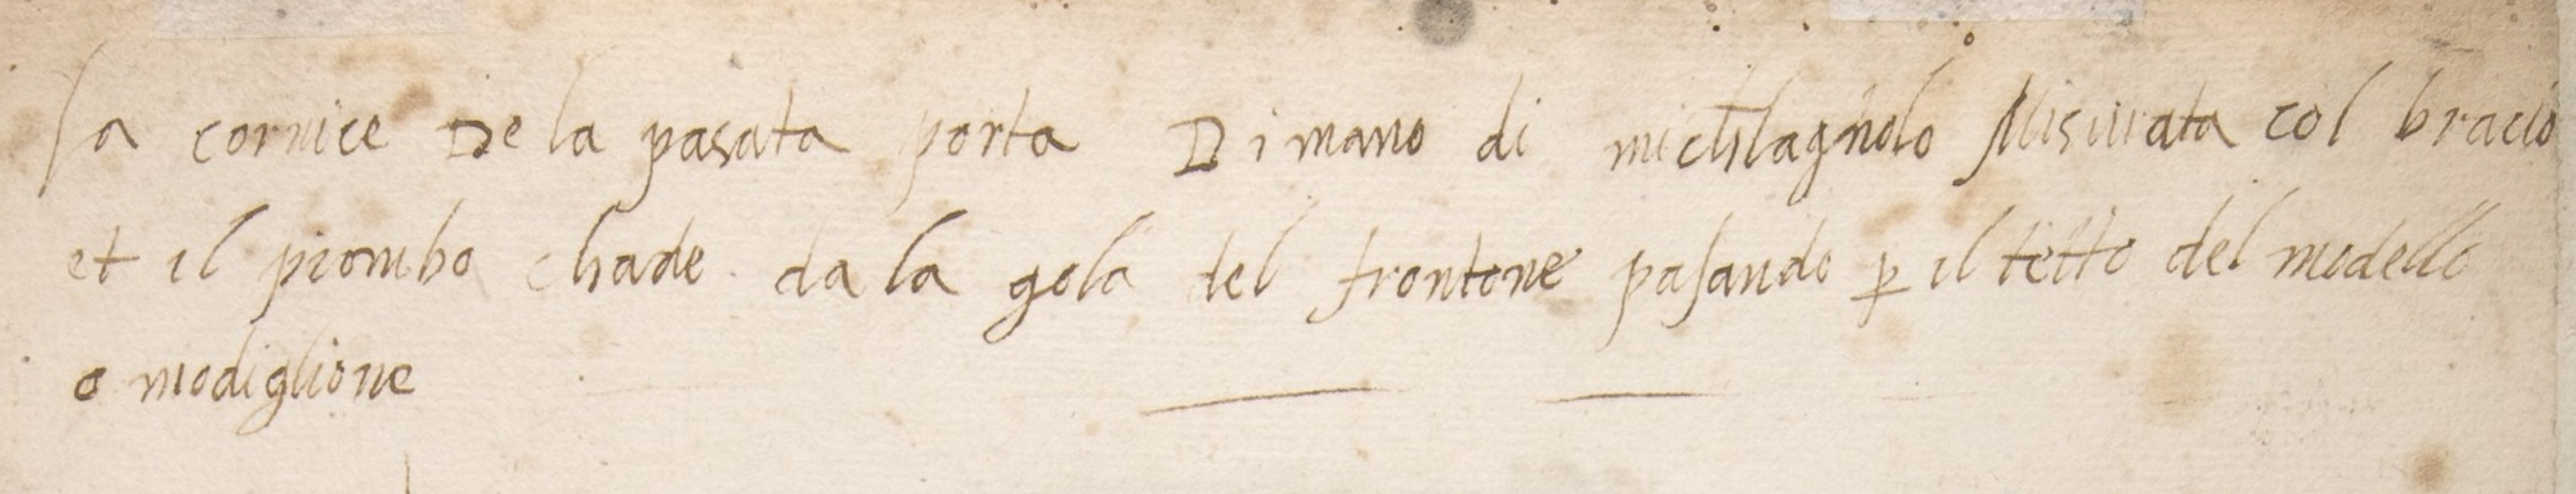 la cornice De la pasata porta Di mano di michelagnolo Misurata col bracio
et il piombo chade da la gola del frontone pasando p il tetto del modello
o modiglione